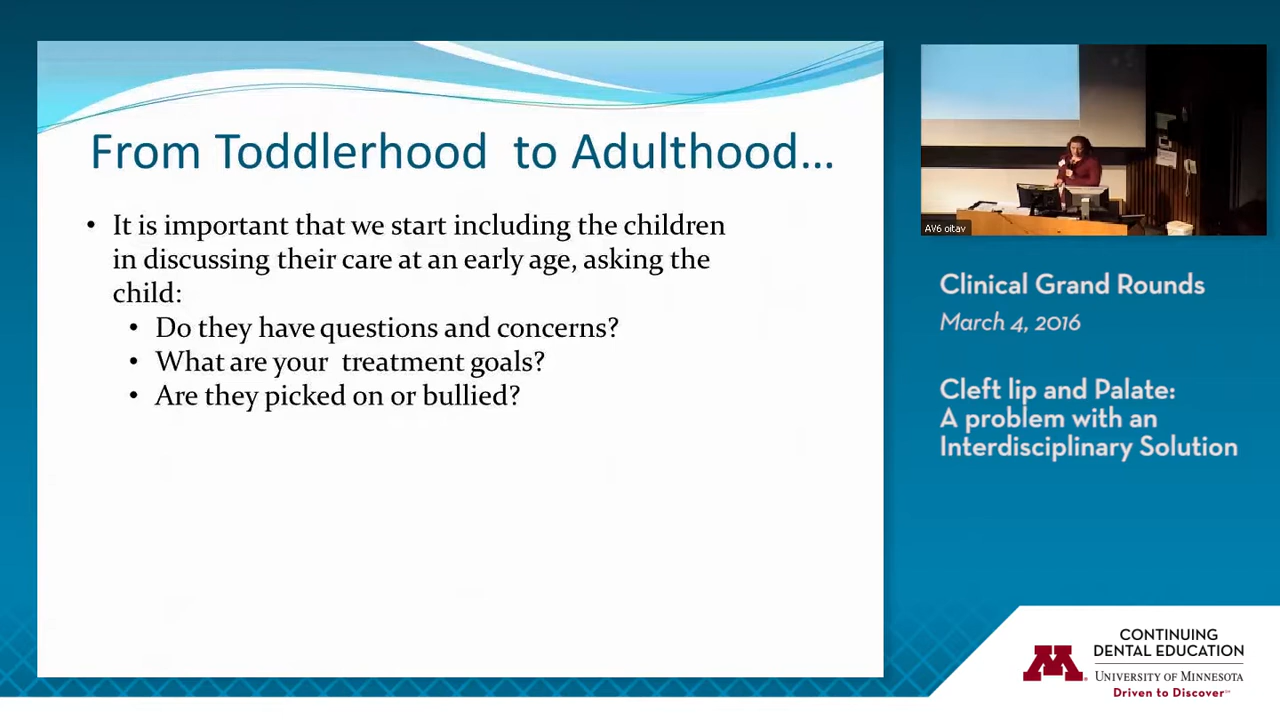 From Toddlerhood  to Adulthood...
• It is important that we start including the children
in discussing their care at an early age, asking the
child:
• Do they have questions and concerns?
• What are your  treatment goals?
• Are they picked on or bullied?
AV6 oitav
Clinical Grand Rounds
March 4, 2016
Cleft lip and Palate:
A problem with an
Interdisciplinary Solution
M
CONTINUING
DENTAL EDUCATION
UNIVERSITY OF MINNESOTA
Driven to Discover